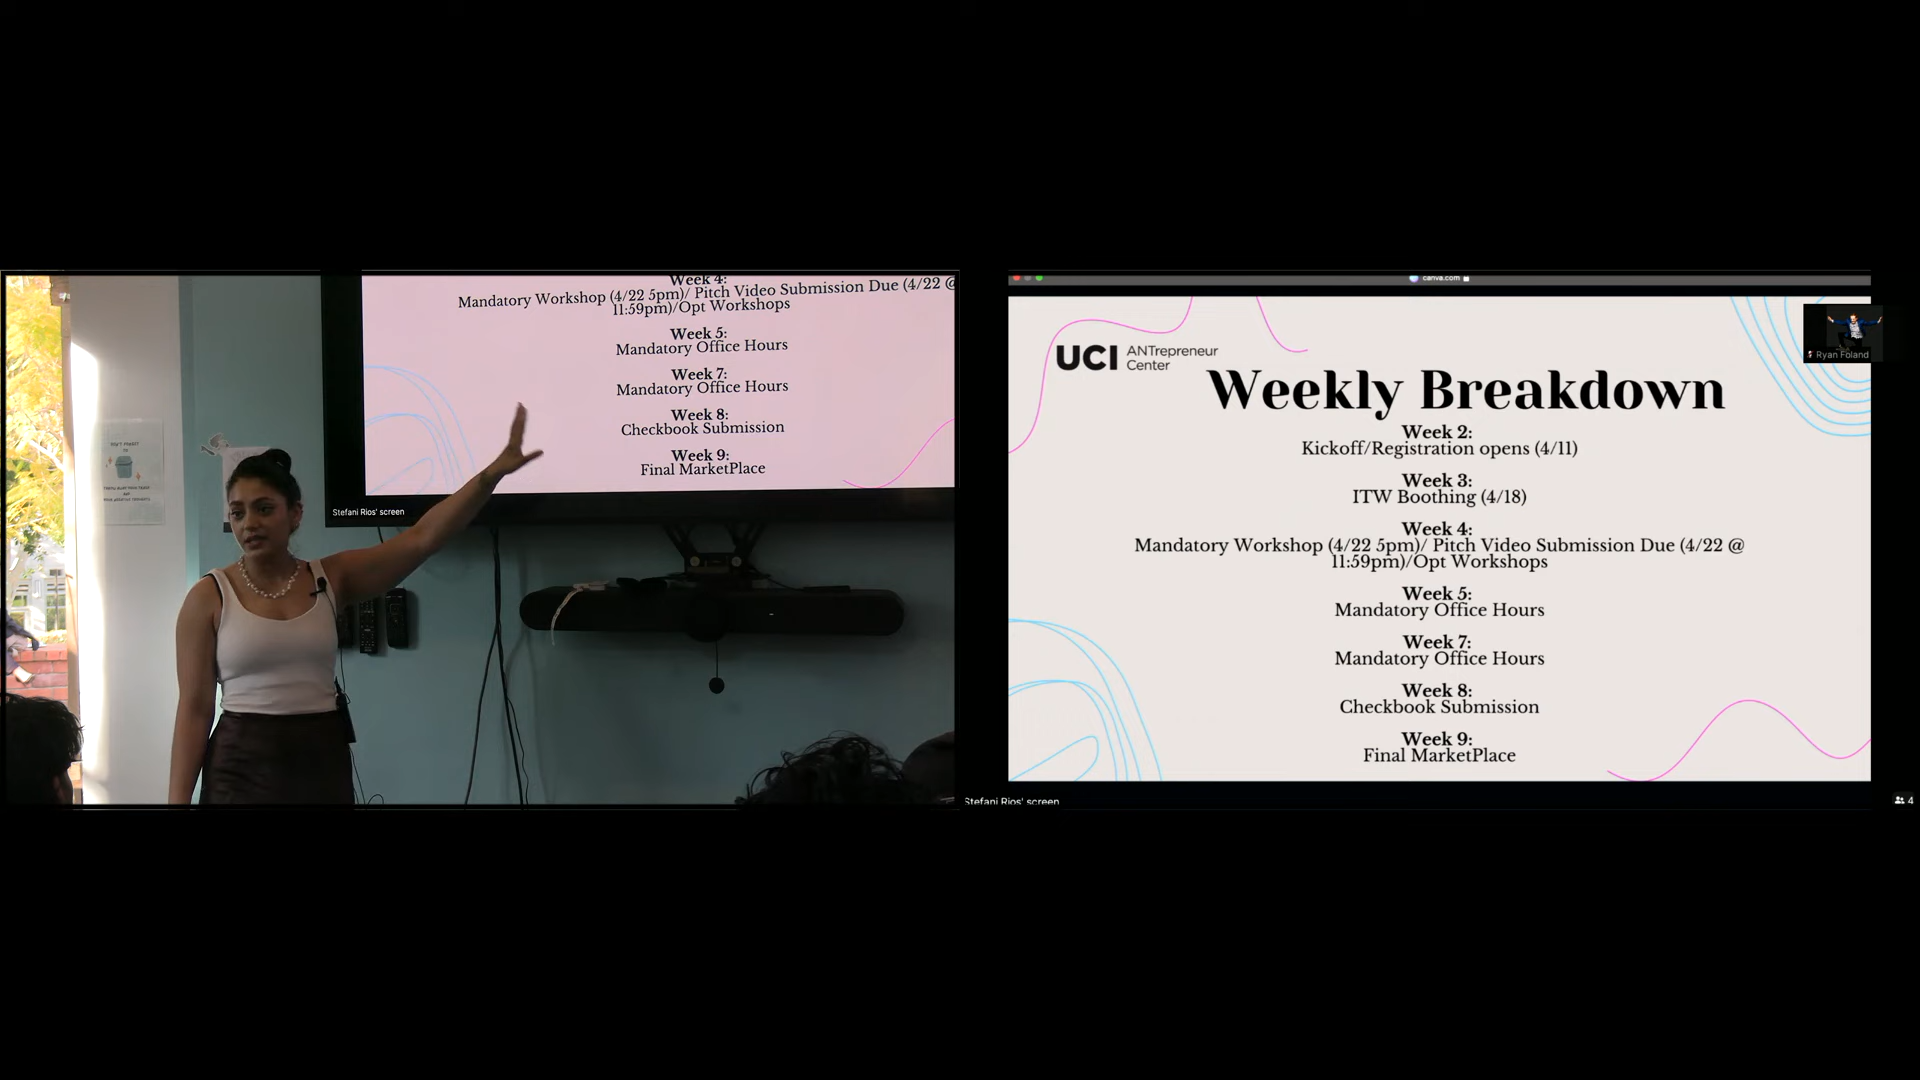 Week 4:
Mandatory Workshop (4/22 5pm)/ Pitch Video Submission Due (4/22 @
11:59pm)/Opt Workshops
Week 5:
Mandatory Office Hours
Week 7:
Mandatory Office Hours
Week 8:
Checkbook Submission
Week 9:
Final MarketPlace
Stefani Rios' screen
canva.com
UCI ANTrepreneur
Center
Ryan Foland
Weekly Breakdown
Week 2:
Kickoff/Registration opens (4/11)
Week 3:
ITW Boothing (4/18)
Week 4:
Mandatory Workshop (4/22 5pm)/ Pitch Video Submission Due (4/22 @
11:59pm)/Opt Workshops
Week 5:
Mandatory Office Hours
Week 7:
Mandatory Office Hours
Week 8:
Checkbook Submission
Week 9:
Final MarketPlace
Stefani Rios' screen
4